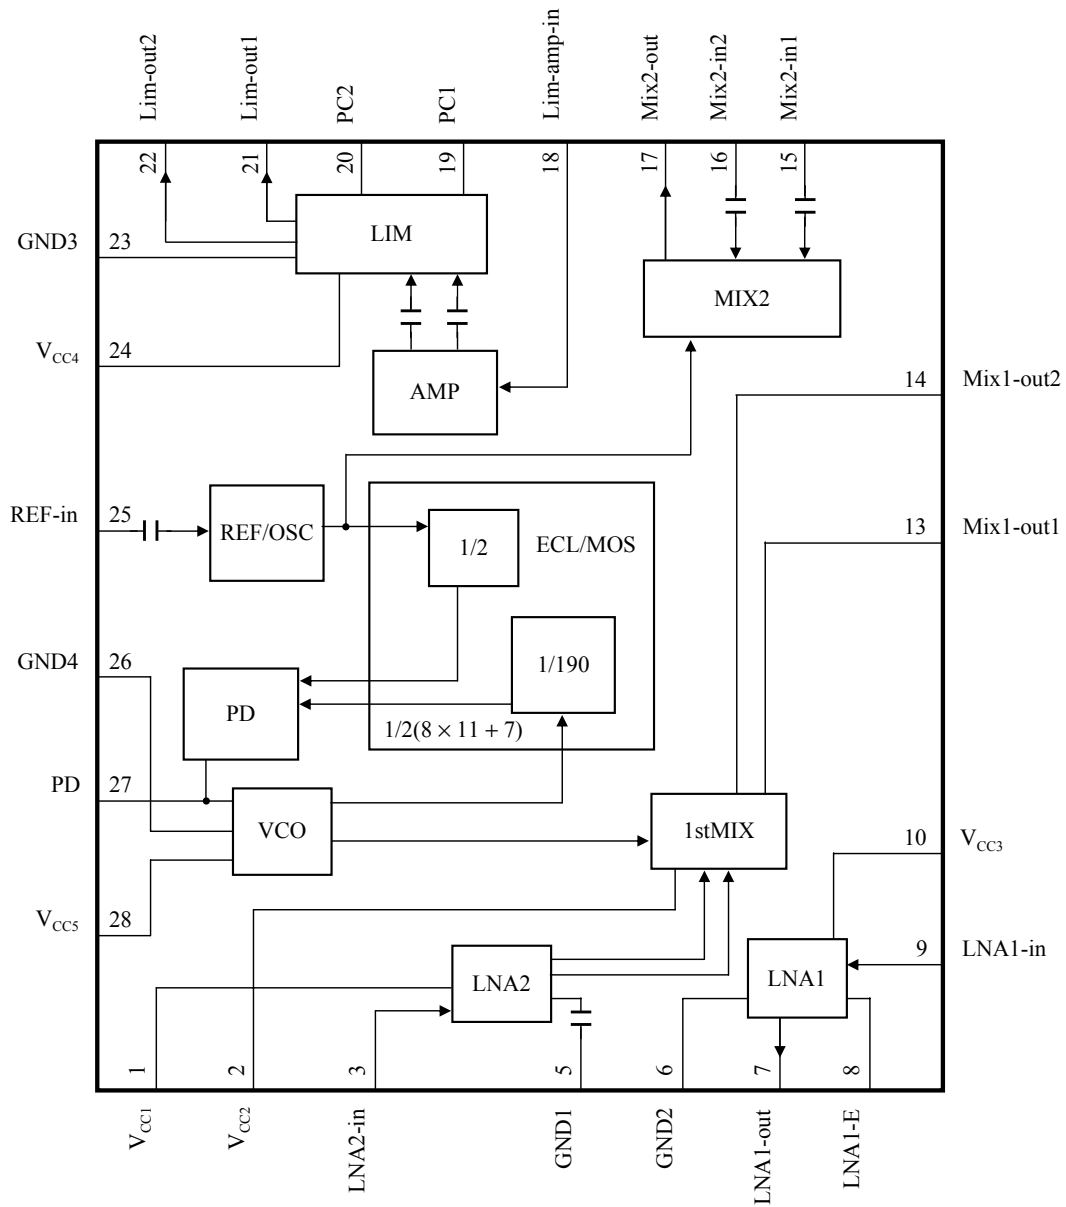 Lim-out2
Lim-out1
PC2
PC1
Lim-amp-in
Mix2-out
Mix2-in2
Mix2-in1
22
21
20
19
18
17
16
15
GND3
23
LIM
MIX2
V_CC4
24
AMP
14
Mix1-out2
REF-in
25
REF/OSC
1/2
ECL/MOS
13
Mix1-out1
GND4
26
PD
1/190
1/2(8 × 11 + 7)
PD
27
VCO
1stMIX
10
V_CC3
V_CC5
28
LNA2
LNA1
9
LNA1-in
1
2
3
5
6
7
8
V_CC1
V_CC2
LNA2-in
GND1
GND2
LNA1-out
LNA1-E